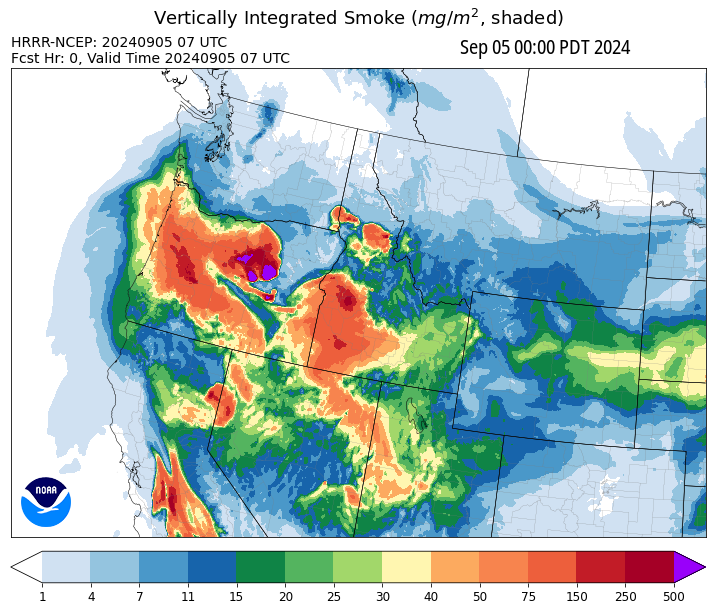 Vertically Integrated Smoke (mg/m², shaded)
HRRR-NCEP: 20240905 07 UTC
Sep 05 00:00 PDT 2024
Fcst Hr: 0, Valid Time 20240905 07 UTC
NOAA
1 4 7 11 15 20 25 30 40 50 75 150 250 500